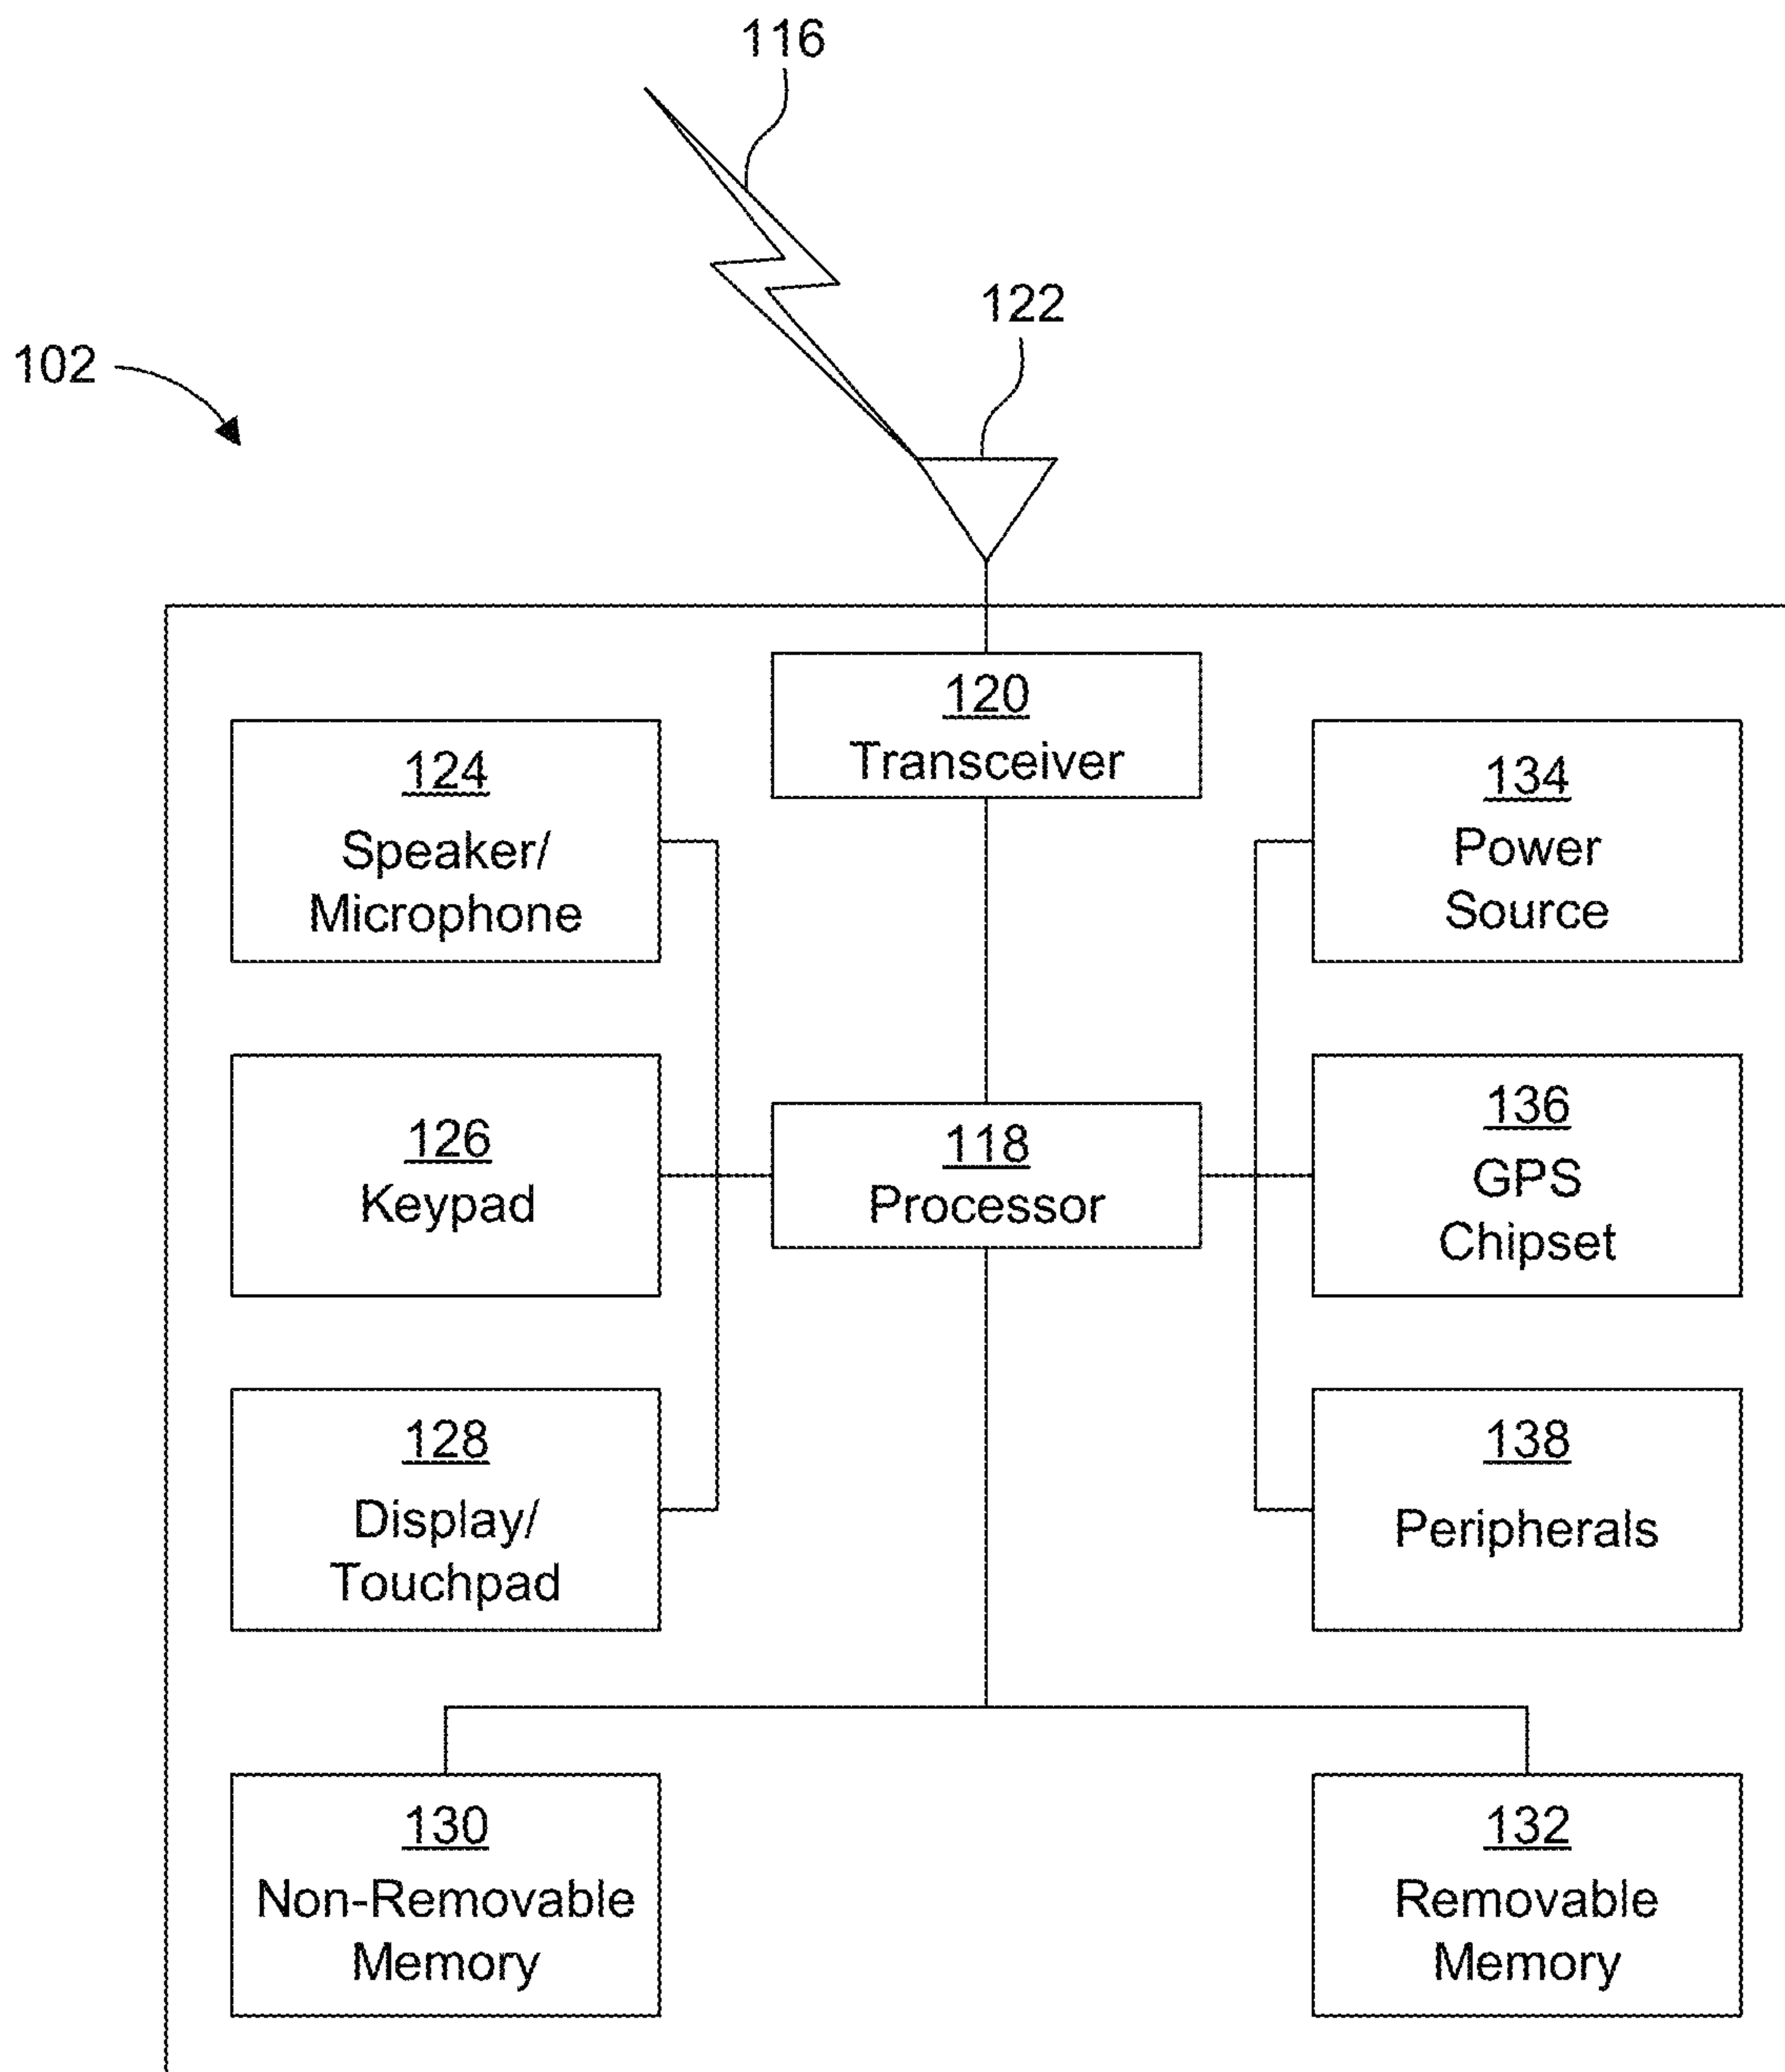 116
122
102
120
Transceiver
124
Speaker/
Microphone
134
Power
Source
126
Keypad
118
Processor
136
GPS
Chipset
128
Display/
Touchpad
138
Peripherals
130
Non-Removable
Memory
132
Removable
Memory